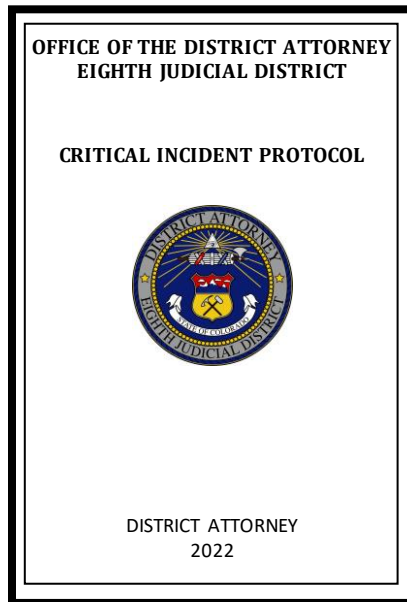 OFFICE OF THE DISTRICT ATTORNEY
EIGHTH JUDICIAL DISTRICT
CRITICAL INCIDENT PROTOCOL
DISTRICT ATTORNEY
STATE OF COLORADO
EIGHTH JUDICIAL DISTRICT
DISTRICT ATTORNEY
2022